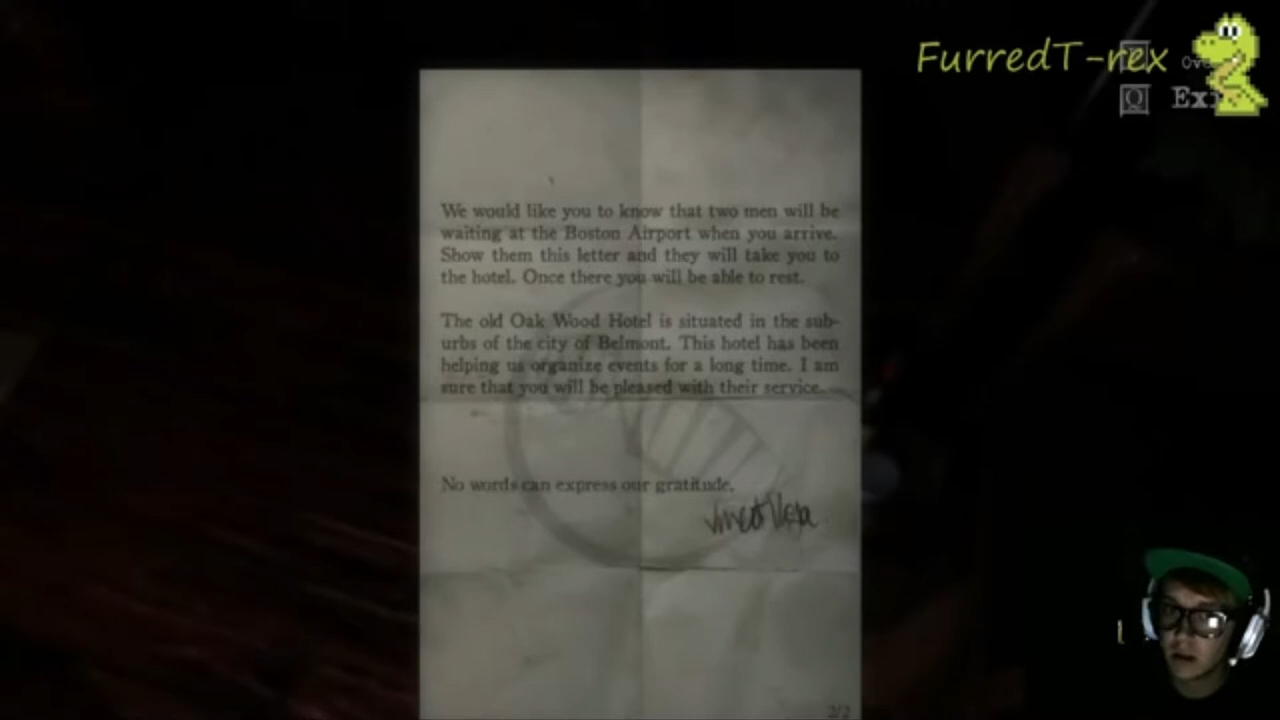 FurredT-rex
Q Exi
We would like you to know that two men will be
waiting at the Boston Airport when you arrive.
Show them this letter and they will take you to
the hotel. Once there you will be able to rest.
The old Oak Wood Hotel is situated in the sub-
urbs of the city of Belmont. This hotel has been
helping us organize events for a long time. I am
sure that you will be pleased with their service.
No words can express our gratitude,
2/2